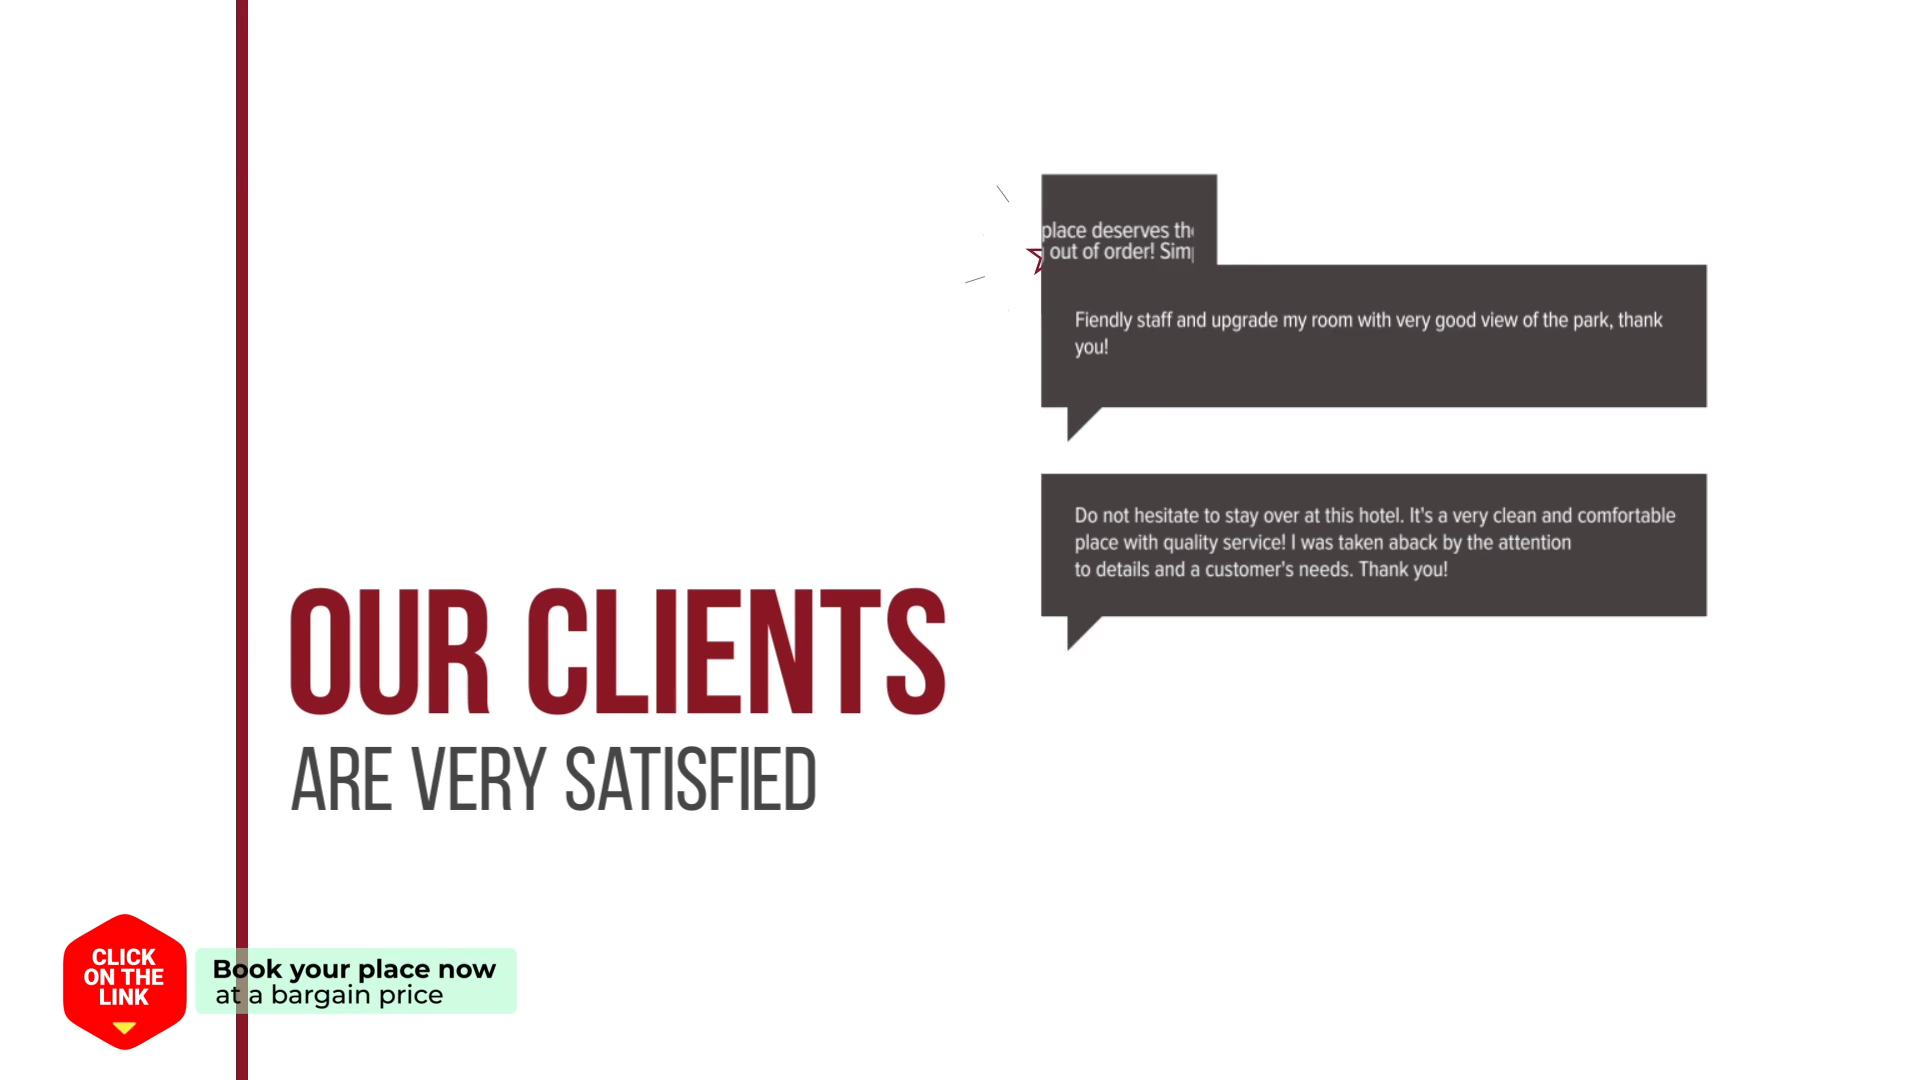 place deserves the
out of order! Sim
Fiendly staff and upgrade my room with very good view of the park, thank
you!
Do not hesitate to stay over at this hotel. It's a very clean and comfortable
place with quality service! I was taken aback by the attention
to details and a customer's needs. Thank you!
OUR CLIENTS
ARE VERY SATISFIED
CLICK
ON THE
LINK
Book your place now
at a bargain price